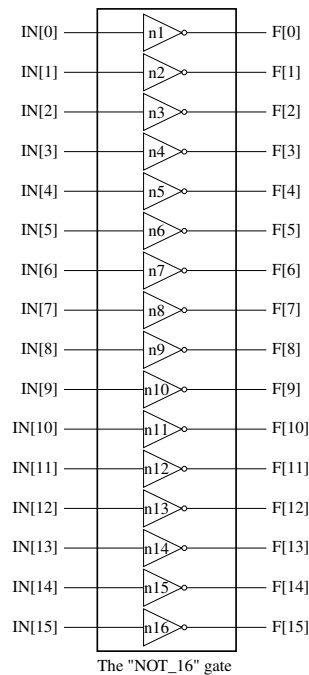 IN[0] n1 F[0]
IN[1] n2 F[1]
IN[2] n3 F[2]
IN[3] n4 F[3]
IN[4] n5 F[4]
IN[5] n6 F[5]
IN[6] n7 F[6]
IN[7] n8 F[7]
IN[8] n9 F[8]
IN[9] n10 F[9]
IN[10] n11 F[10]
IN[11] n12 F[11]
IN[12] n13 F[12]
IN[13] n14 F[13]
IN[14] n15 F[14]
IN[15] n16 F[15]
The "NOT_16" gate